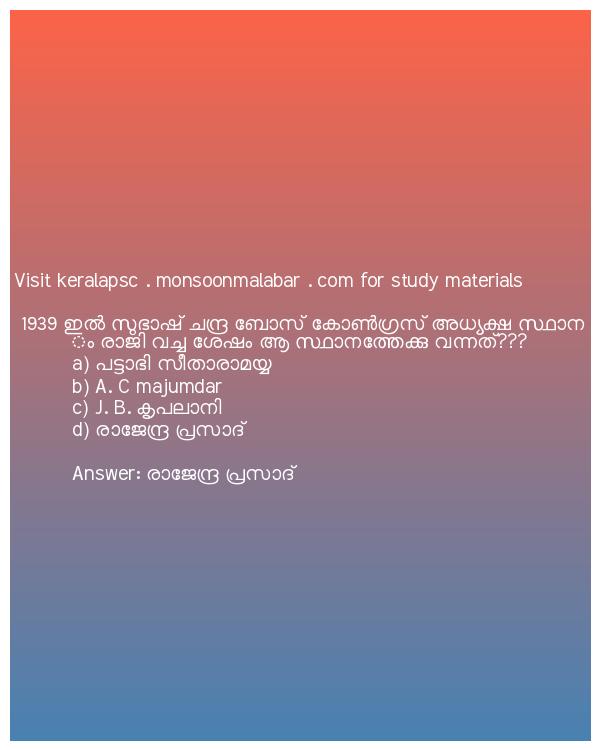 Visit keralapsc . monsoonmalabar . com for study materials
1939 ഇൽ സുഭാഷ് ചന്ദ്ര ബോസ് കോൺഗ്രസ് അധ്യക്ഷ സ്ഥാന
ം രാജി വച്ച ശേഷം ആ സ്ഥാനത്തേക്കു വന്നത്???
a) പട്ടാഭി സീതാരാമയ്യ
b) A. C majumdar
c) J. B. കൃപലാനി
d) രാജേന്ദ്ര പ്രസാദ്
Answer: രാജേന്ദ്ര പ്രസാദ്